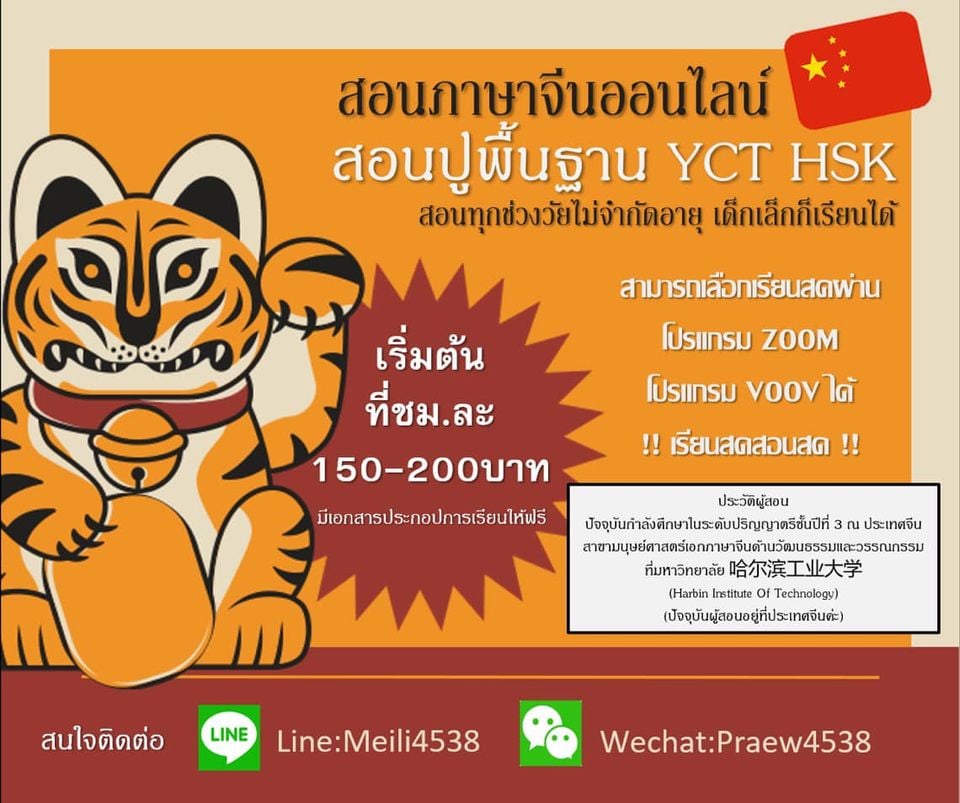 สอนภาษาจีนออนไลน์
สอนปูพื้นฐาน YCT HSK
สอนทุกช่วงวัยไม่จำกัดอายุ เด็กเล็กก็เรียนได้
สามารถเลือกเรียนสดผ่าน
โปรแกรม ZOOM
โปรแกรม VOOV ได้
!! เรียนสดสอนสด !!
เริ่มต้น
ที่ชม.ละ
150-200บาท
มีเอกสารประกอปการเรียนให้ฟรี
ประวัติผู้สอน
ปัจจุบันกำลังศึกษาในระดับปริญญาตรีชั้นปีที่ 3 ณ ประเทศจีน
สาขามนุษย์ศาสตร์เอกภาษาจีนด้านวัฒนธรรมและวรรณกรรม
ที่มหาวิทยาลัย 哈尔滨工业大学
(Harbin Institute Of Technology)
(ปัจจุบันผู้สอนอยู่ที่ประเทศจีนค่ะ)
สนใจติดต่อ
LINE
Line:Meili4538
Wechat:Praew4538